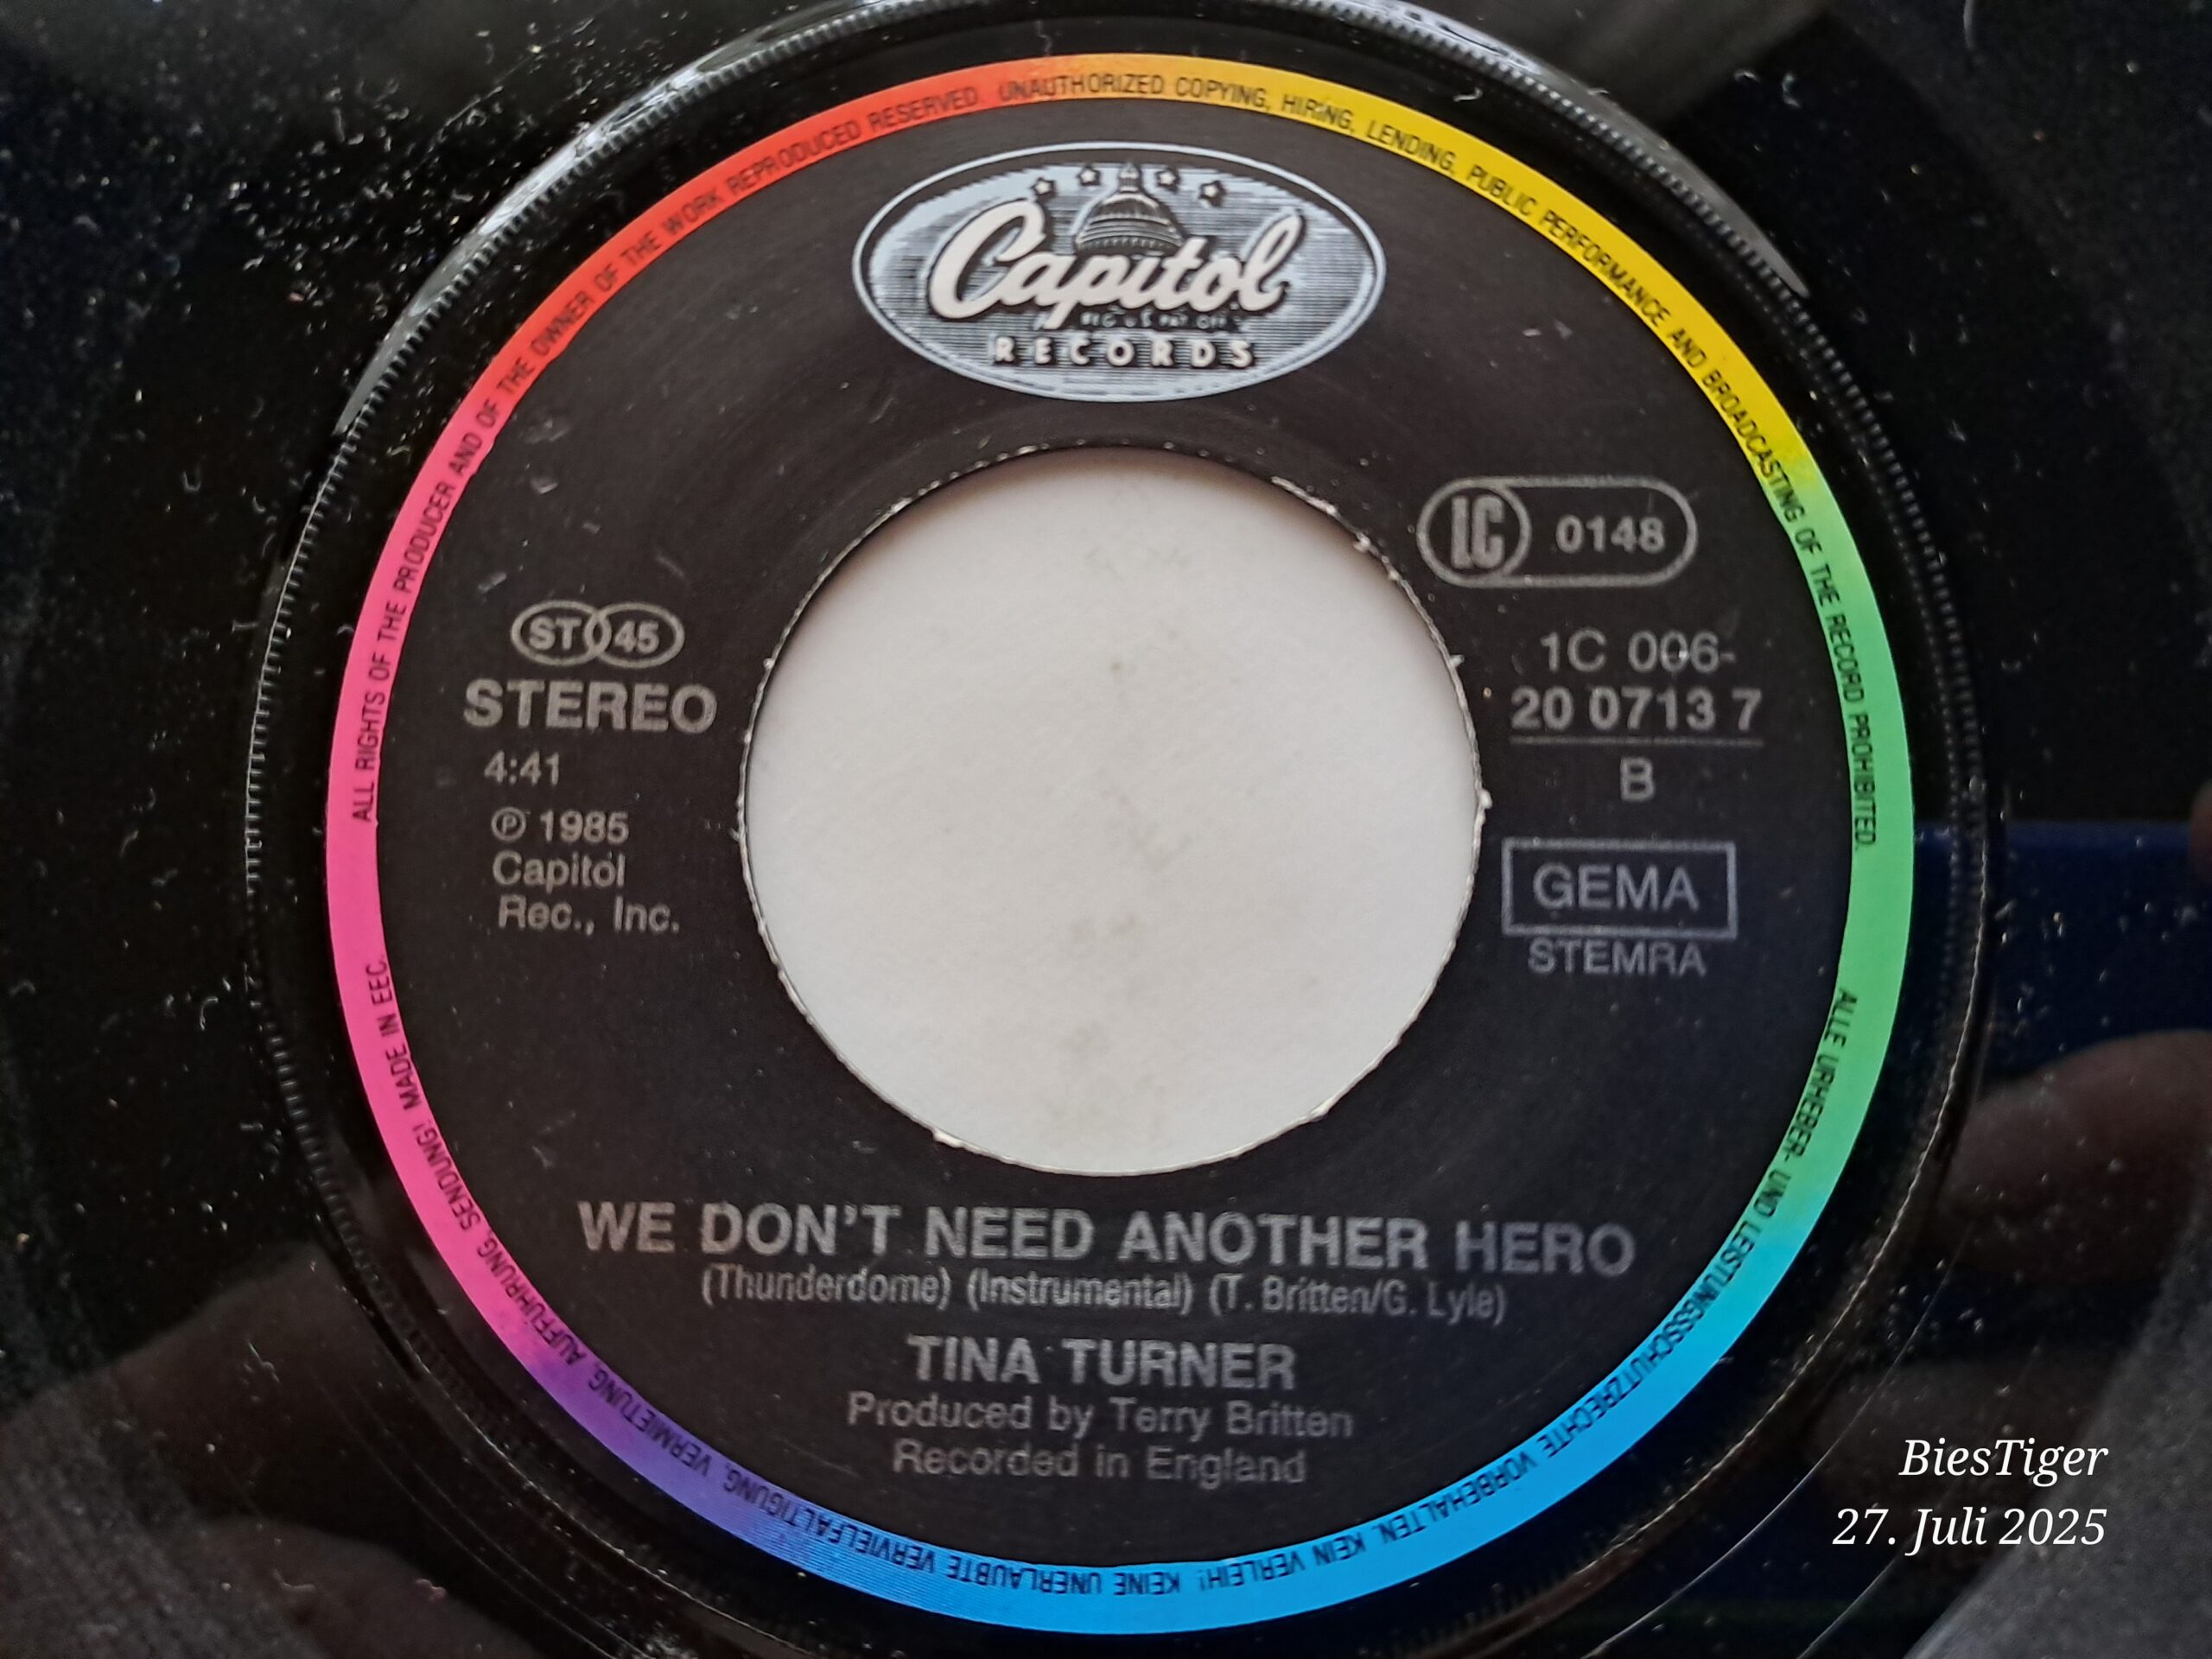 ALL RIGHTS OF THE PRODUCER AND OF THE OWNER OF THE WORK REPRODUCED RESERVED. UNAUTHORIZED COPYING, HIRING, LENDING, PUBLIC PERFORMANCE AND BROADCASTING OF THE RECORD PROHIBITED.
Capitol
REG. U.S. PAT. OFF.
RECORDS
LC 0148
ST 45
STEREO
4:41
℗ 1985
Capitol
Rec., Inc.
1C 006-
20 0713 7
B
GEMA
STEMRA
WE DON'T NEED ANOTHER HERO
(Thunderdome) (Instrumental) (T. Britten/G. Lyle)
TINA TURNER
Produced by Terry Britten
Recorded in England
ALLE URHEBER- UND LEISTUNGSSCHUTZRECHTE VORBEHALTEN. KEIN VERLEIH! KEINE UNERLAUBTE VERVIELFÄLTIGUNG, VERMIETUNG, AUFFÜHRUNG, SENDUNG! MADE IN EEC.
BiesTiger
27. Juli 2025